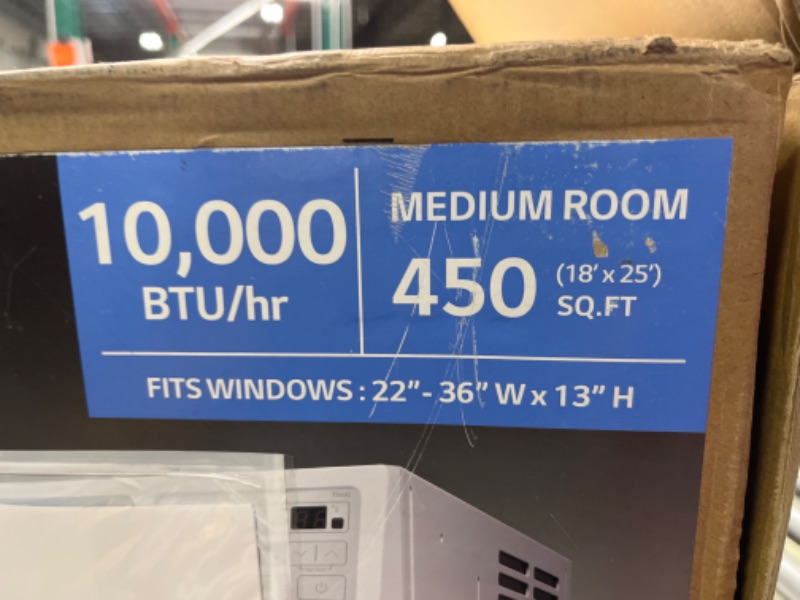 10,000
BTU/hr
MEDIUM ROOM
450 (18' x 25') SQ.FT
FITS WINDOWS : 22" - 36" W x 13" H